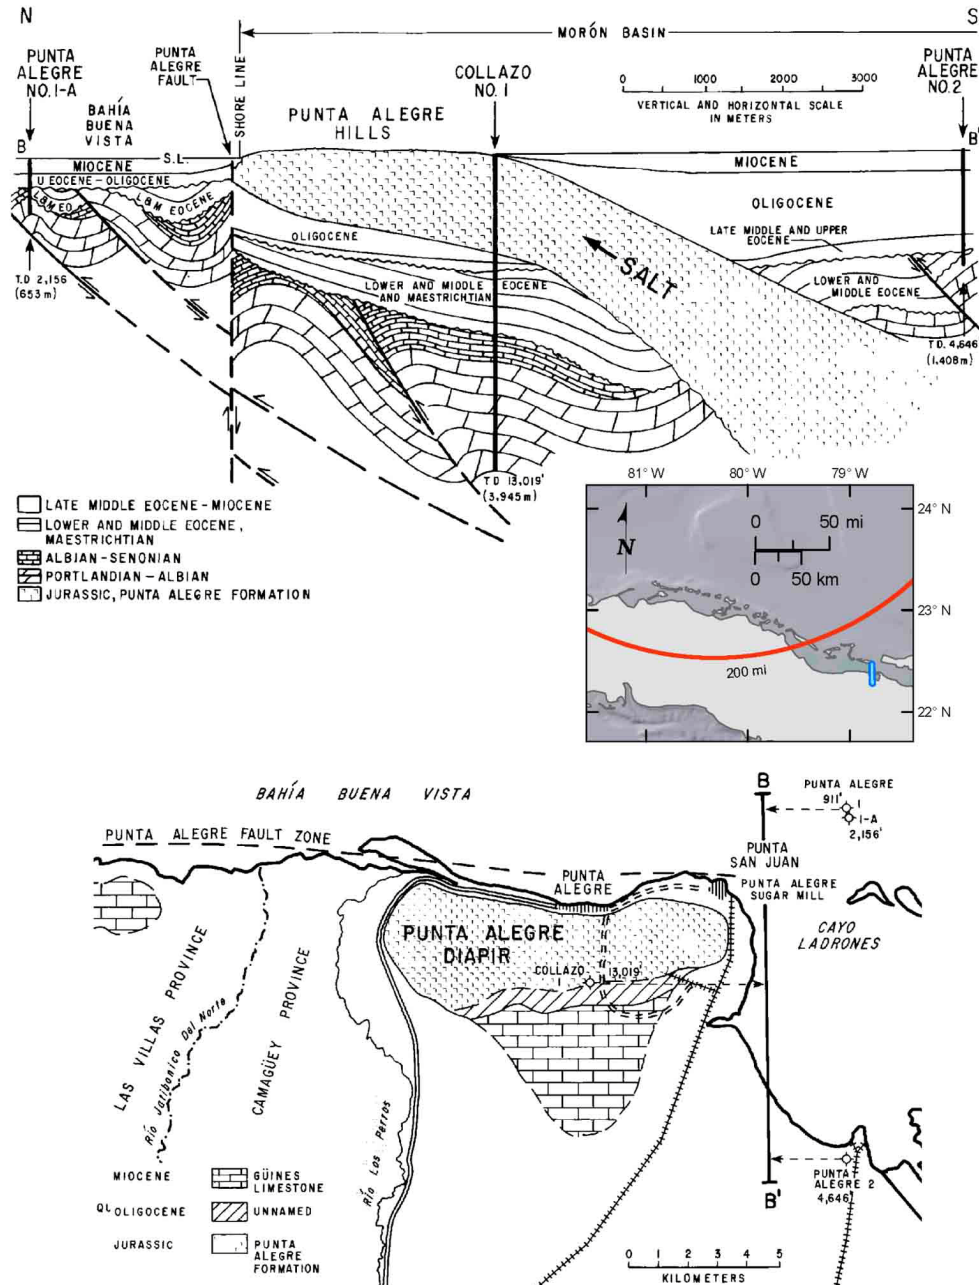 N
S
MORÓN BASIN
PUNTA
ALEGRE
NO. 1-A
PUNTA
ALEGRE
FAULT
SHORE LINE
COLLAZO
NO. 1
0 1000 2000 3000
VERTICAL AND HORIZONTAL SCALE
IN METERS
PUNTA
ALEGRE
NO. 2
BAHÍA
BUENA
VISTA
PUNTA ALEGRE
HILLS
B
B'
S.L
MIOCENE
MIOCENE
U EOCENE-OLIGOCENE
LBM EO
LBM EOCENE
OLIGOCENE
OLIGOCENE
LATE MIDDLE AND UPPER
EOCENE
SALT
LOWER AND MIDDLE EOCENE
AND MAESTRICHTIAN
LOWER AND
MIDDLE EOCENE
T.D 2,156
(653 m)
T.D. 4,646
(1,408m)
T D 13,019'
(3,945m)
LATE MIDDLE EOCENE-MIOCENE
LOWER AND MIDDLE EOCENE,
MAESTRICHTIAN
ALBIAN-SENONIAN
PORTLANDIAN-ALBIAN
JURASSIC, PUNTA ALEGRE FORMATION
81° W 80° W 79° W
24° N
23° N
22° N
N
0 50 mi
0 50 km
200 mi
BAHÍA BUENA VISTA
B
PUNTA ALEGRE
911' 1
1-A
2,156'
PUNTA ALEGRE FAULT ZONE
PUNTA
SAN JUAN
PUNTA
ALEGRE
PUNTA ALEGRE
SUGAR MILL
CAYO
LADRONES
PUNTA ALEGRE
DIAPIR
COLLAZO
13,019'
LAS VILLAS PROVINCE
Río Jatibonico Del Norte
CAMAGÜEY PROVINCE
Río Los Perros
MIOCENE
GÜINES
LIMESTONE
QL OLIGOCENE
UNNAMED
JURASSIC
PUNTA
ALEGRE
FORMATION
PUNTA
ALEGRE 2
4,646'
B'
0 1 2 3 4 5
KILOMETERS